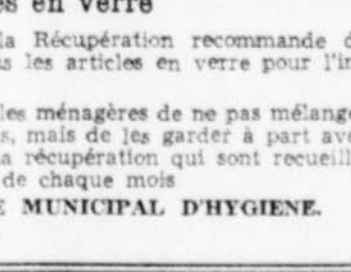 es en verre
la Récupération recommande d
us les articles en verre pour l'in
les ménagères de ne pas mélange
s, mais de les garder à part ave
a récupération qui sont recueill
de chaque mois
E MUNICIPAL D'HYGIENE.